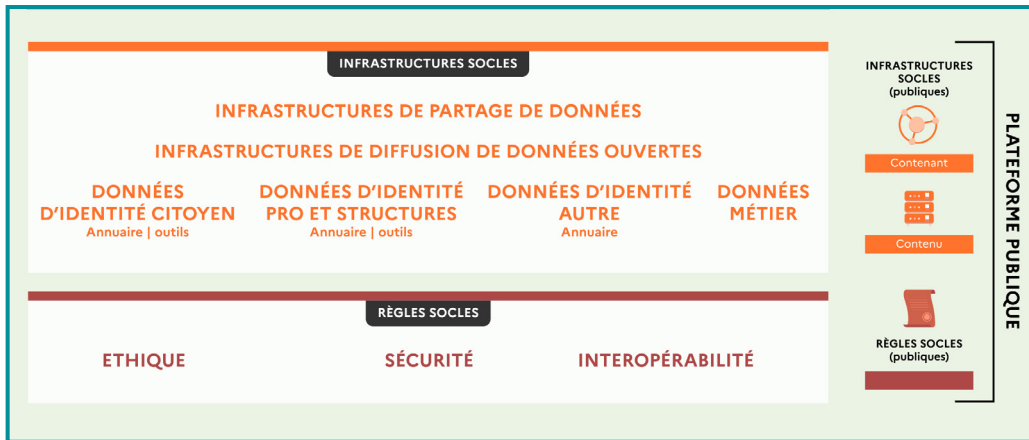 INFRASTRUCTURES SOCLES
INFRASTRUCTURES DE PARTAGE DE DONNÉES
INFRASTRUCTURES DE DIFFUSION DE DONNÉES OUVERTES
DONNÉES
D'IDENTITÉ CITOYEN
Annuaire | outils
DONNÉES D'IDENTITÉ
PRO ET STRUCTURES
Annuaire | outils
DONNÉES D'IDENTITÉ
AUTRE
Annuaire
DONNÉES
MÉTIER
RÈGLES SOCLES
ETHIQUE
SÉCURITÉ
INTEROPÉRABILITÉ
INFRASTRUCTURES
SOCLES
(publiques)
Contenant
Contenu
RÈGLES SOCLES
(publiques)
PLATEFORME PUBLIQUE